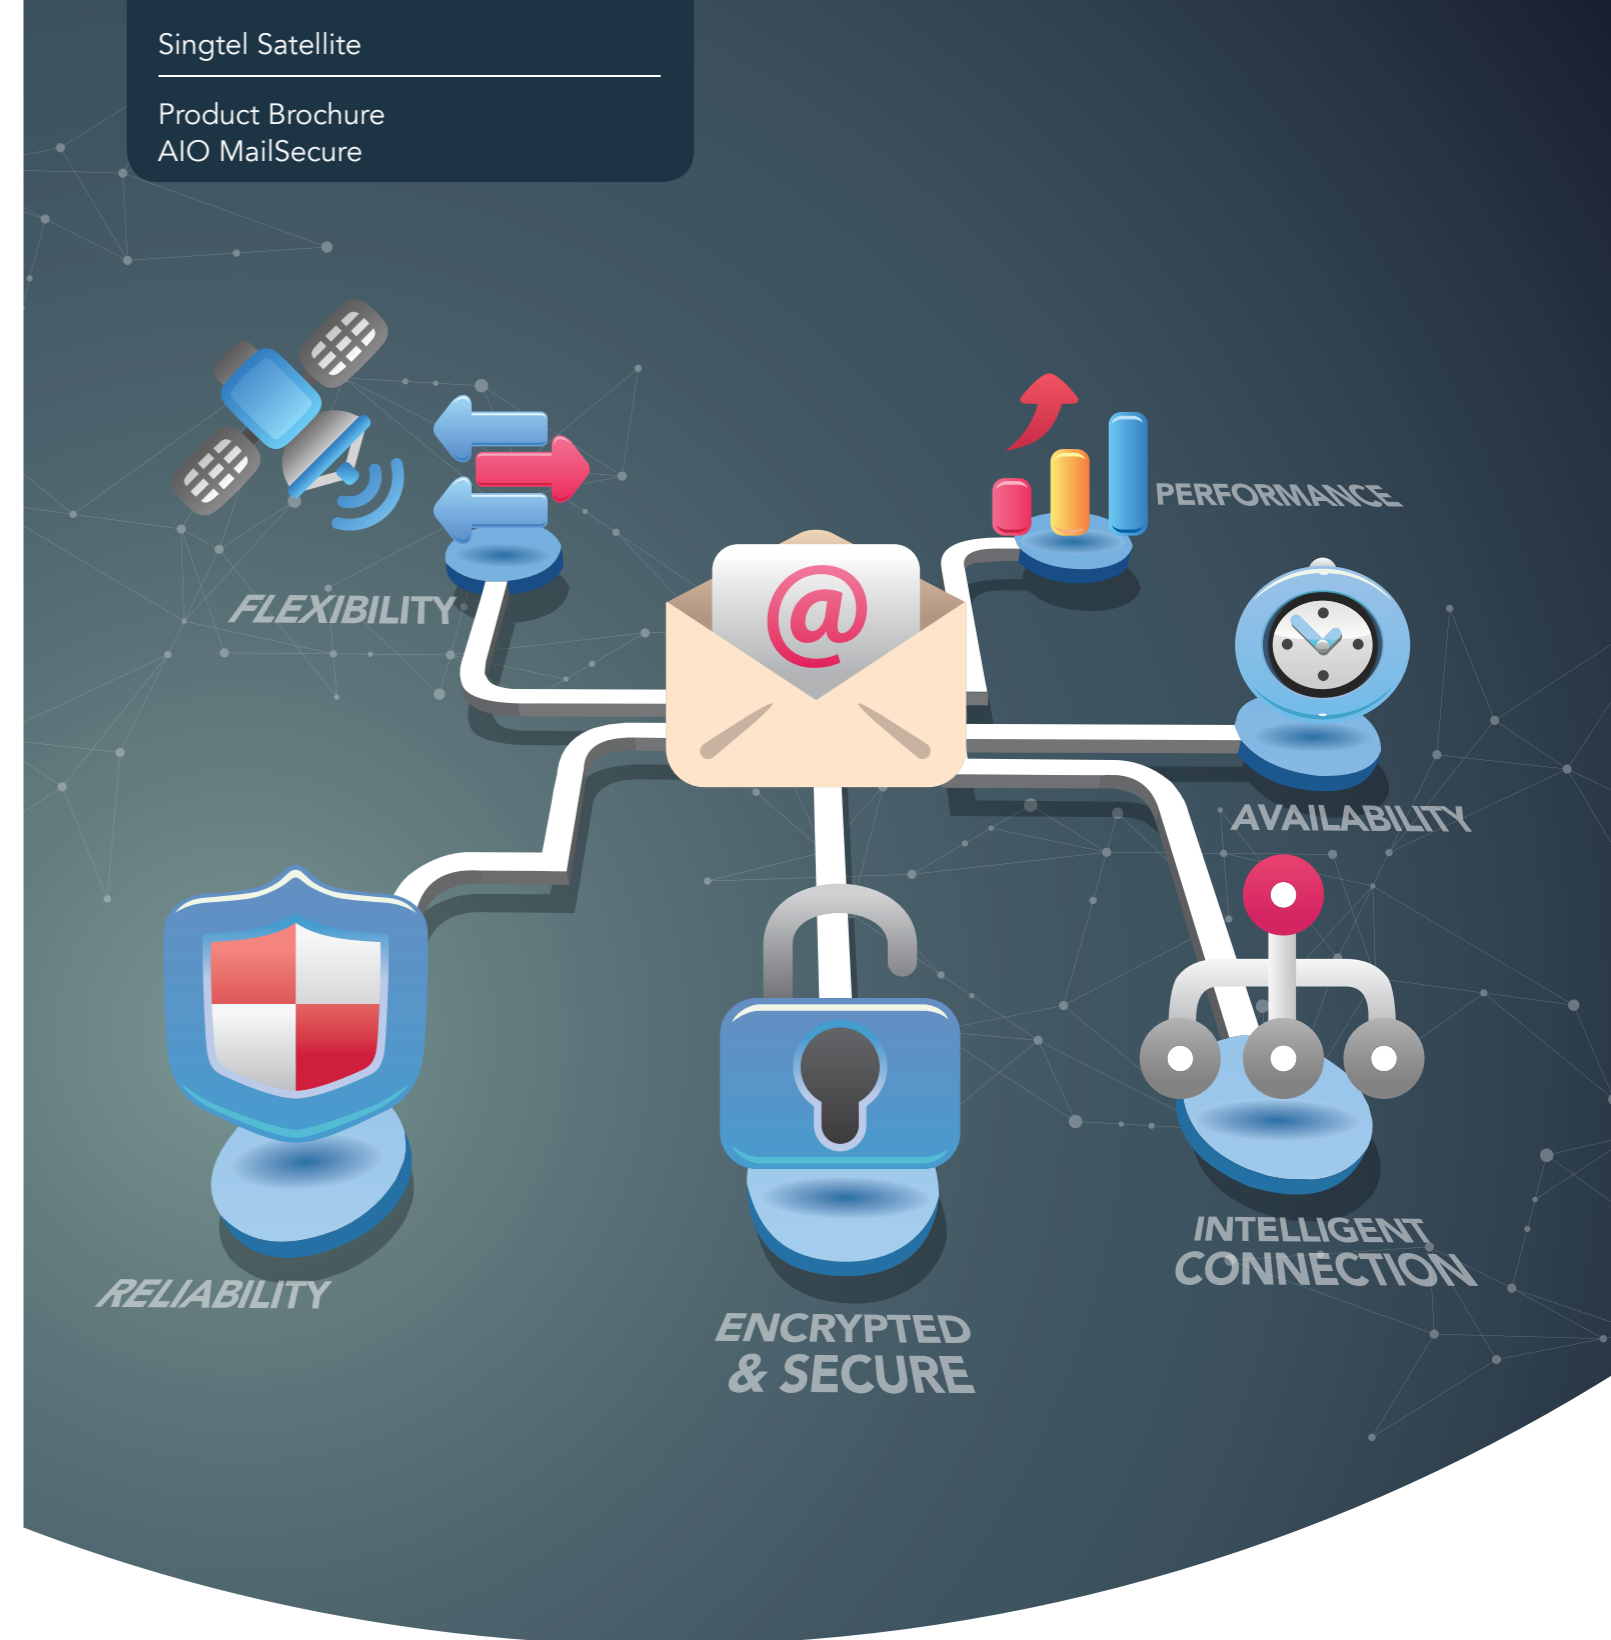 Singtel Satellite
Product Brochure
AIO MailSecure
PERFORMANCE
FLEXIBILITY
@
AVAILABILITY
INTELLIGENT
CONNECTION
RELIABILITY
ENCRYPTED
& SECURE